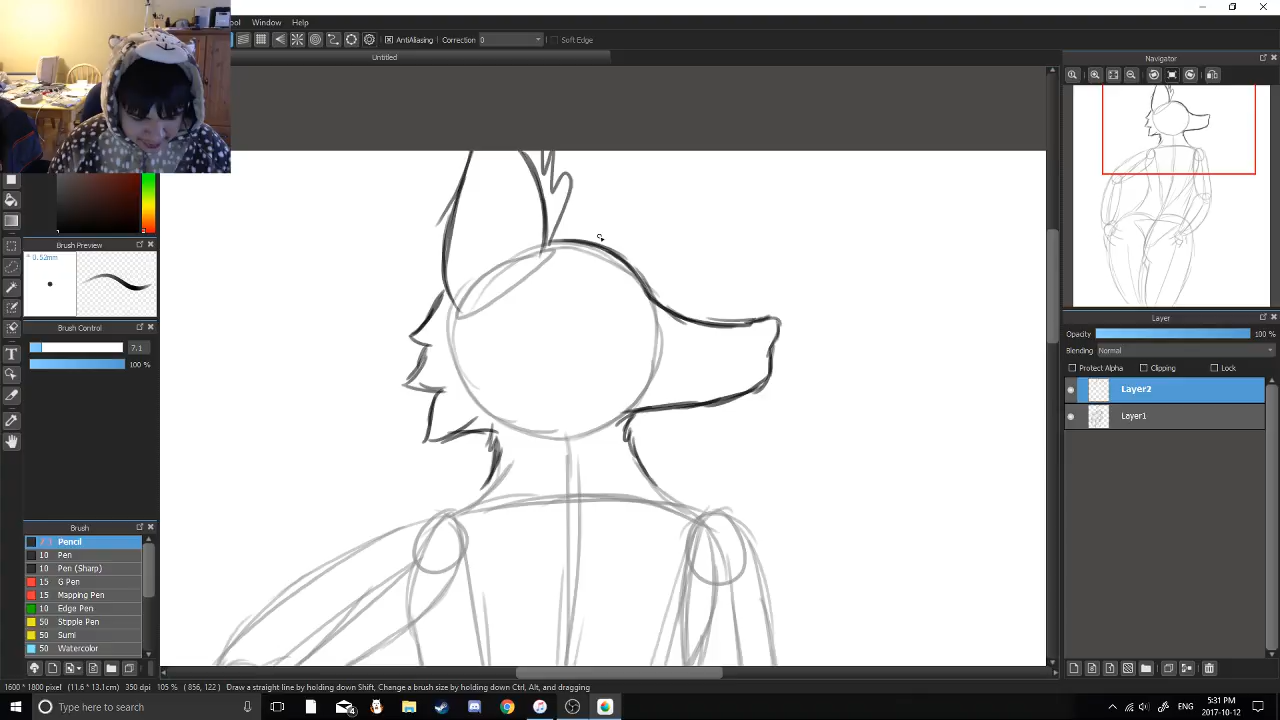 ool Window Help
AntiAliasing Correction 0 Soft Edge
Untitled
Navigator
Brush Preview
* 0.52mm
Brush Control
7.1
100 %
Layer
Opacity 100 %
Blending Normal
Protect Alpha Clipping Lock
Layer2
Layer1
Brush
Pencil
10 Pen
10 Pen (Sharp)
15 G Pen
15 Mapping Pen
10 Edge Pen
50 Stipple Pen
50 Sumi
50 Watercolor
1600 * 1800 pixel (11.6 * 13.1cm) 350 dpi 105 % ( 856, 122 ) Draw a straight line by holding down Shift, Change a brush size by holding down Ctrl, Alt, and dragging
Type here to search
5:31 PM
2017-10-12